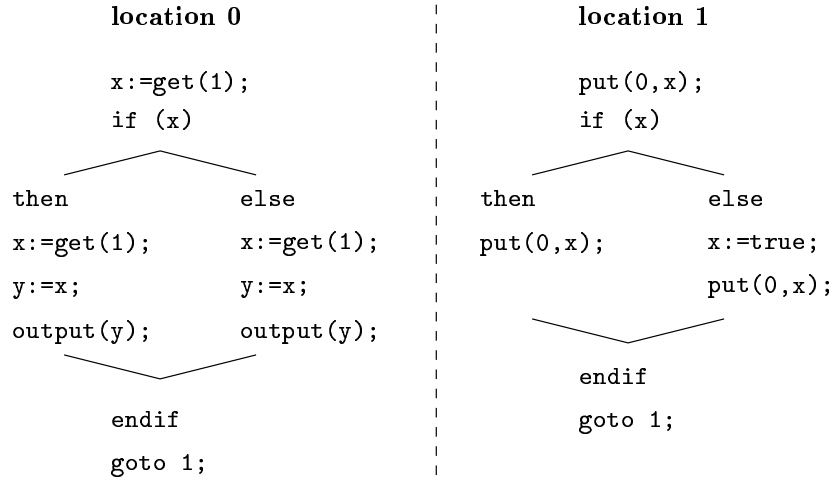 location 0
x:=get(1);
if (x)
then
else
x:=get(1);
x:=get(1);
y:=x;
y:=x;
output(y);
output(y);
endif
goto 1;
location 1
put(0,x);
if (x)
then
else
put(0,x);
x:=true;
put(0,x);
endif
goto 1;